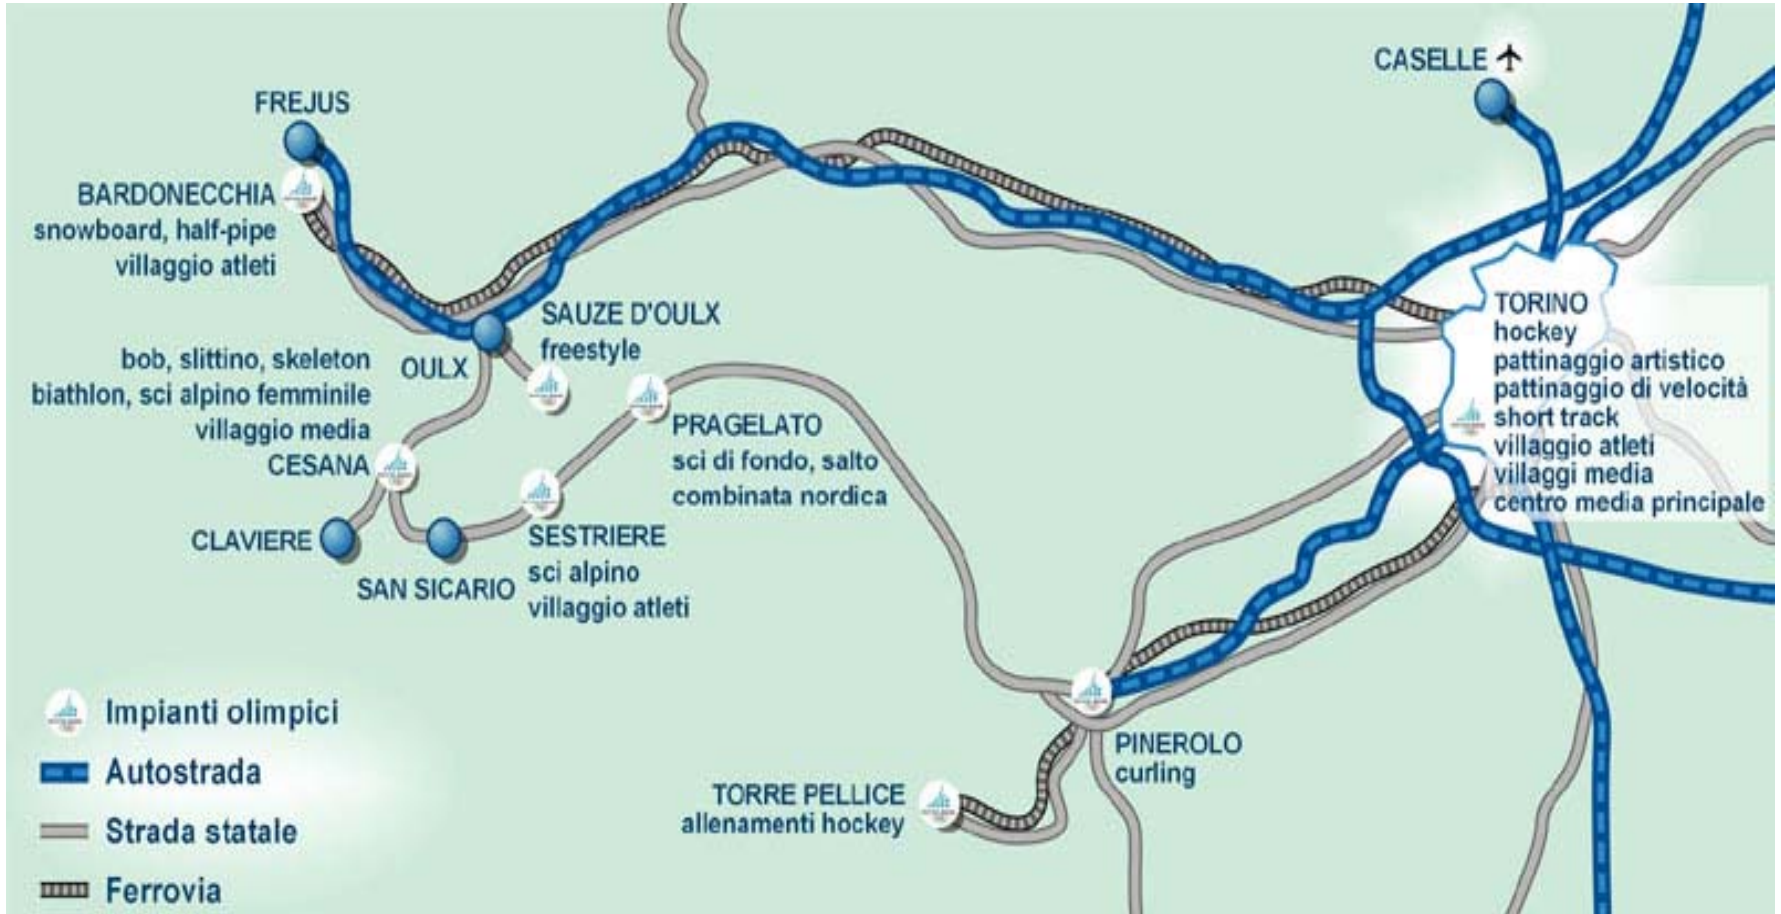 CASELLE
FREJUS
BARDONECCHIA
snowboard, half-pipe
villaggio atleti
SAUZE D'OULX
freestyle
OULX
bob, slittino, skeleton
biathlon, sci alpino femminile
villaggio media
CESANA
PRAGELATO
sci di fondo, salto
combinata nordica
CLAVIERE
SAN SICARIO
SESTRIERE
sci alpino
villaggio atleti
TORINO
hockey
pattinaggio artistico
pattinaggio di velocità
short track
villaggio atleti
villaggi media
centro media principale
PINEROLO
curling
TORRE PELLICE
allenamenti hockey
Impianti olimpici
Autostrada
Strada statale
Ferrovia